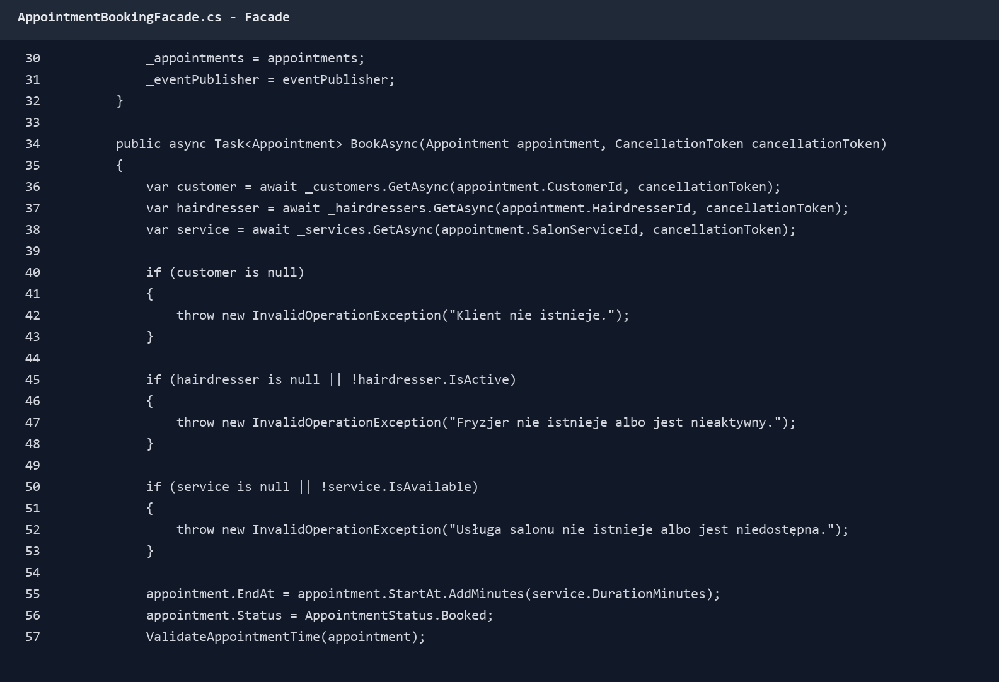 AppointmentBookingFacade.cs - Facade
30            _appointments = appointments;
31            _eventPublisher = eventPublisher;
32        }
33
34        public async Task<Appointment> BookAsync(Appointment appointment, CancellationToken cancellationToken)
35        {
36            var customer = await _customers.GetAsync(appointment.CustomerId, cancellationToken);
37            var hairdresser = await _hairdressers.GetAsync(appointment.HairdresserId, cancellationToken);
38            var service = await _services.GetAsync(appointment.SalonServiceId, cancellationToken);
39
40            if (customer is null)
41            {
42                throw new InvalidOperationException("Klient nie istnieje.");
43            }
44
45            if (hairdresser is null || !hairdresser.IsActive)
46            {
47                throw new InvalidOperationException("Fryzjer nie istnieje albo jest nieaktywny.");
48            }
49
50            if (service is null || !service.IsAvailable)
51            {
52                throw new InvalidOperationException("Usługa salonu nie istnieje albo jest niedostępna.");
53            }
54
55            appointment.EndAt = appointment.StartAt.AddMinutes(service.DurationMinutes);
56            appointment.Status = AppointmentStatus.Booked;
57            ValidateAppointmentTime(appointment);